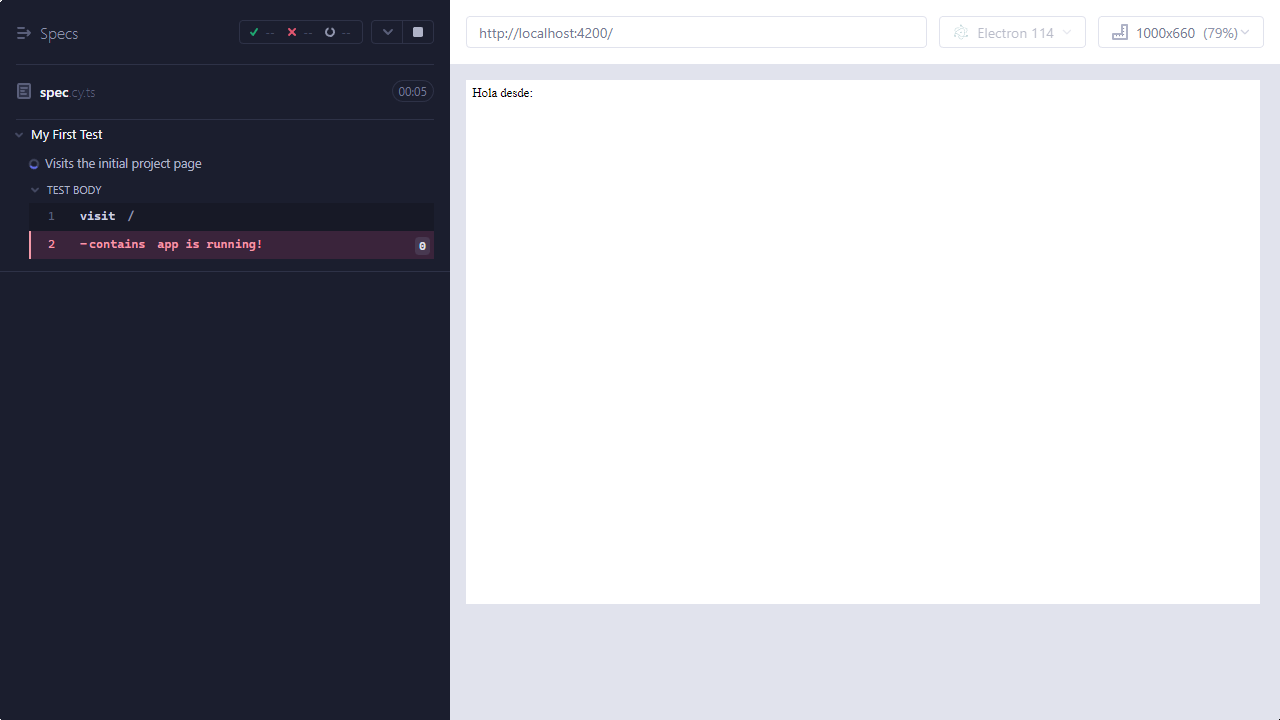 Specs
-- -- --
spec.cy.ts
00:05
My First Test
Visits the initial project page
TEST BODY
1 visit /
2 -contains app is running! 0
http://localhost:4200/
Electron 114
1000x660 (79%)
Hola desde: